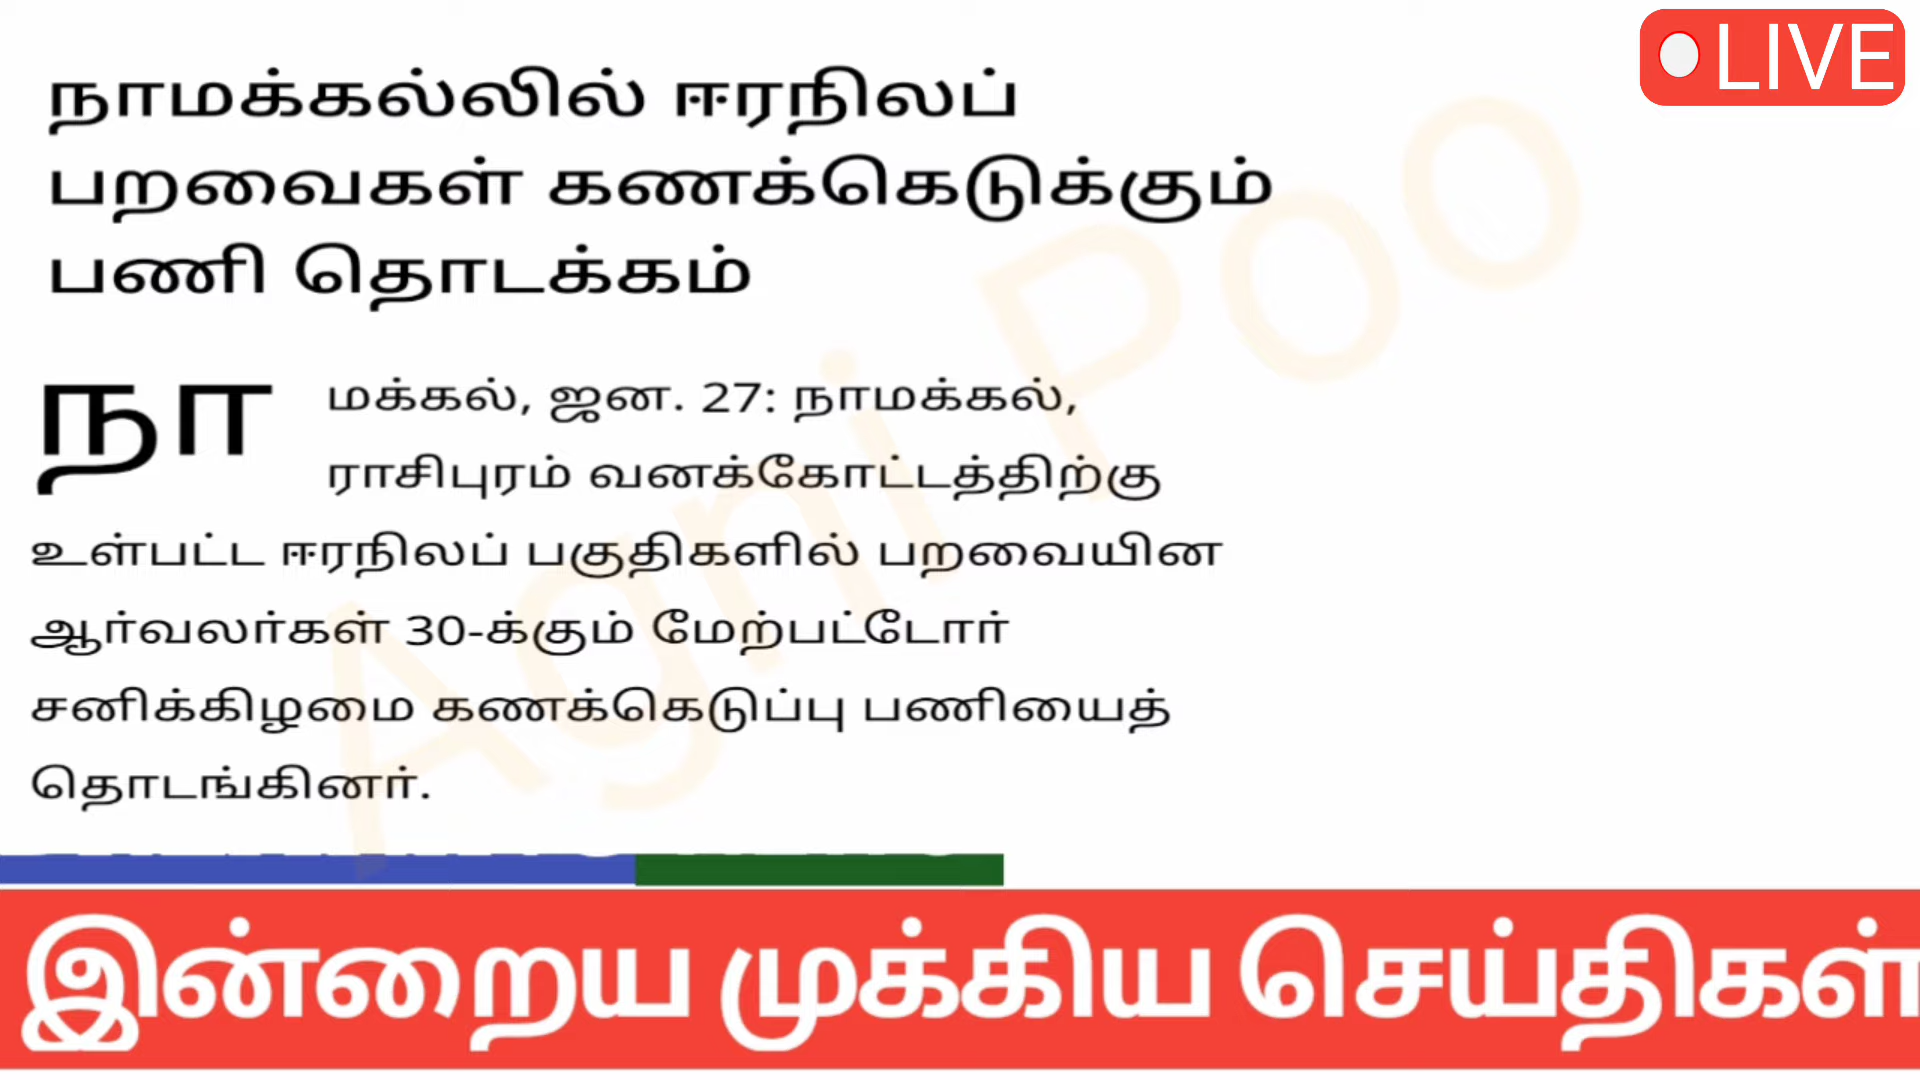 LIVE
நாமக்கல்லில் ஈரநிலப்
பறவைகள் கணக்கெடுக்கும்
பணி தொடக்கம்
நா
மக்கல், ஜன. 27: நாமக்கல்,
ராசிபுரம் வனக்கோட்டத்திற்கு
உள்பட்ட ஈரநிலப் பகுதிகளில் பறவையின
ஆர்வலர்கள் 30-க்கும் மேற்பட்டோர்
சனிக்கிழமை கணக்கெடுப்பு பணியைத்
தொடங்கினர்.
Agni Poo
இன்றைய முக்கிய செய்திகள்